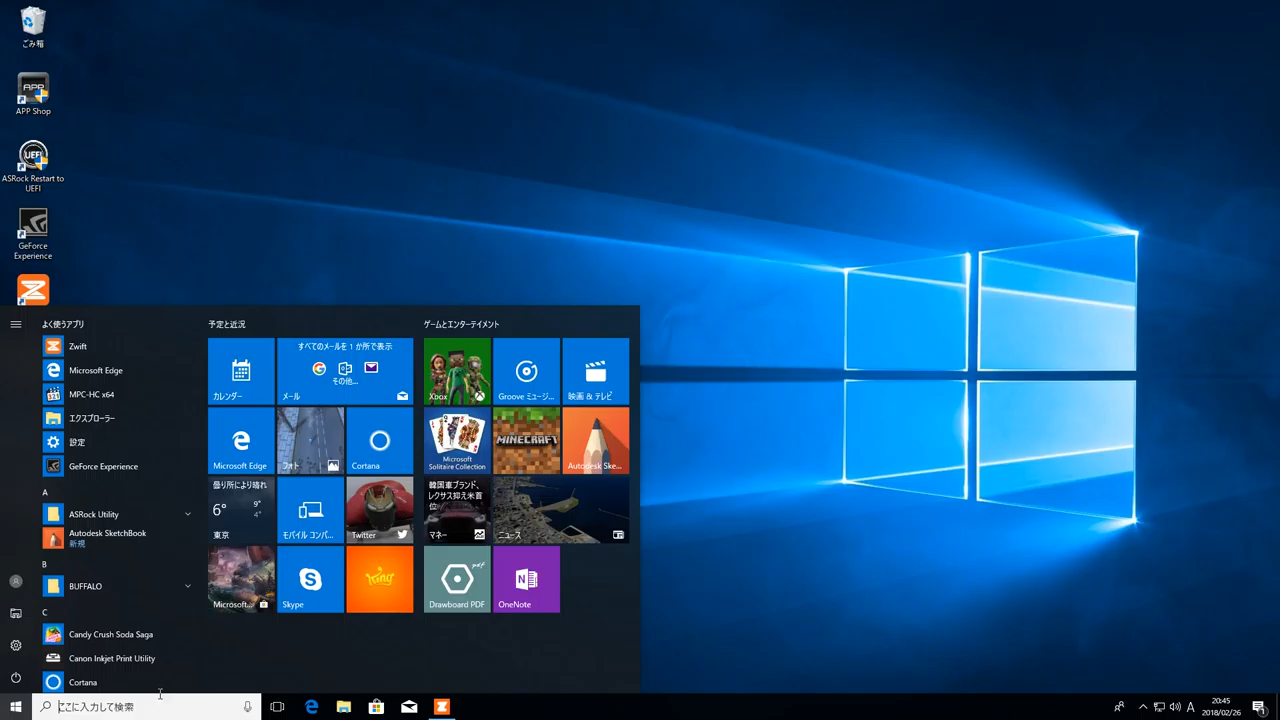 ごみ箱
APP
APP Shop
UEFI
ASRock Restart to
UEFI
GeForce
Experience
よく使うアプリ
Zwift
Microsoft Edge
MPC-HC x64
エクスプローラー
設定
GeForce Experience
A
ASRock Utility
Autodesk SketchBook
新規
B
BUFFALO
C
Candy Crush Soda Saga
Canon Inkjet Print Utility
Cortana
予定と近況
カレンダー
すべてのメールを 1 か所で表示
その他...
メール
Microsoft Edge
フォト
Cortana
曇り所により晴れ
6°
9°
4°
東京
モバイル コンパ...
Twitter
Microsoft...
Skype
King
ゲームとエンターテイメント
Xbox
Groove ミュージ...
映画 & テレビ
Microsoft
Solitaire Collection
MINECRAFT
Autodesk Ske...
韓国車ブランド、
レクサス抑え米首
位
マネー
ニュース
pdf
Drawboard PDF
OneNote
ここに入力して検索
A
20:45
2018/02/26
1